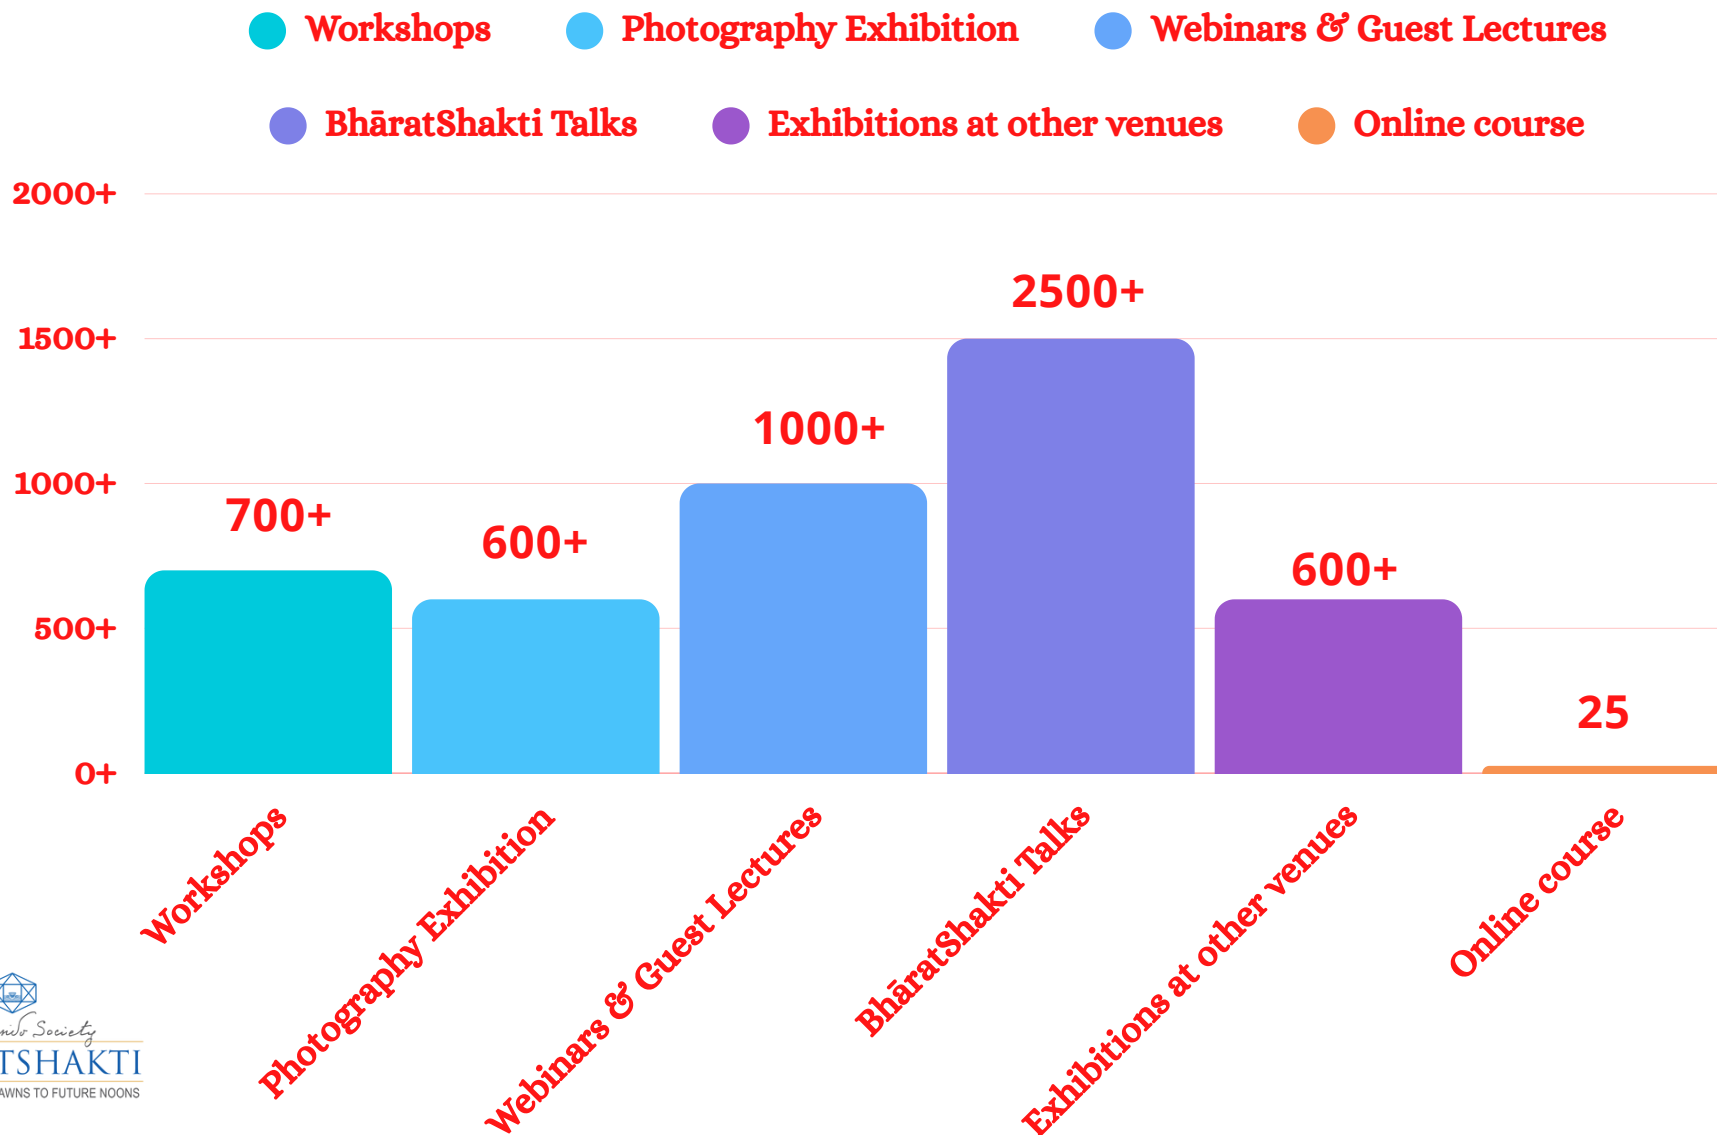 Workshops
Photography Exhibition
Webinars & Guest Lectures
BhāratShakti Talks
Exhibitions at other venues
Online course
2000+
1500+
1000+
500+
0+
700+
600+
1000+
2500+
600+
25
Workshops
Photography Exhibition
Webinars & Guest Lectures
BhāratShakti Talks
Exhibitions at other venues
Online course
Society
TSHAKTI
AWNS TO FUTURE NOONS